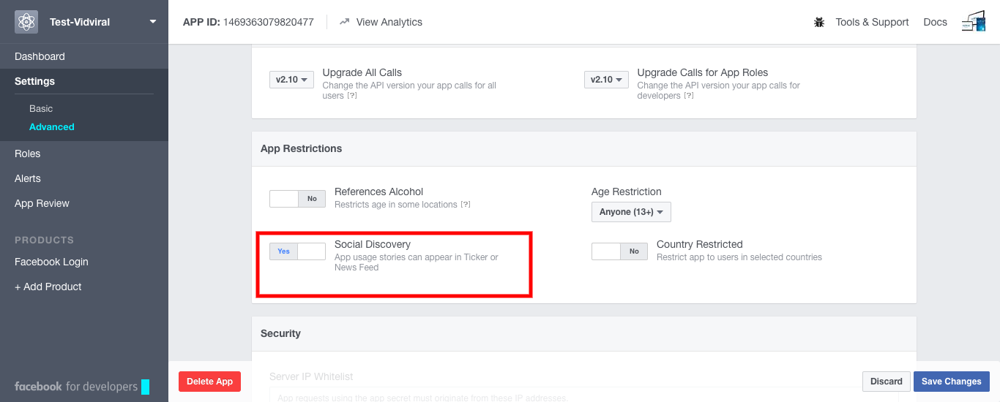 Test-Vidviral
APP ID: 1469363079820477
View Analytics
Tools & Support
Docs
Dashboard
Settings
Basic
Advanced
Roles
Alerts
App Review
PRODUCTS
Facebook Login
+ Add Product
facebook for developers
v2.10
Upgrade All Calls
Change the API version your app calls for all
users [?]
v2.10
Upgrade Calls for App Roles
Change the API version your app calls for
developers [?]
App Restrictions
No
References Alcohol
Restricts age in some locations [?]
Age Restriction
Anyone (13+)
Yes
Social Discovery
App usage stories can appear in Ticker or
News Feed
No
Country Restricted
Restrict app to users in selected countries
Security
Server IP Whitelist
App requests using the app secret must originate from these IP addresses.
Delete App
Discard
Save Changes